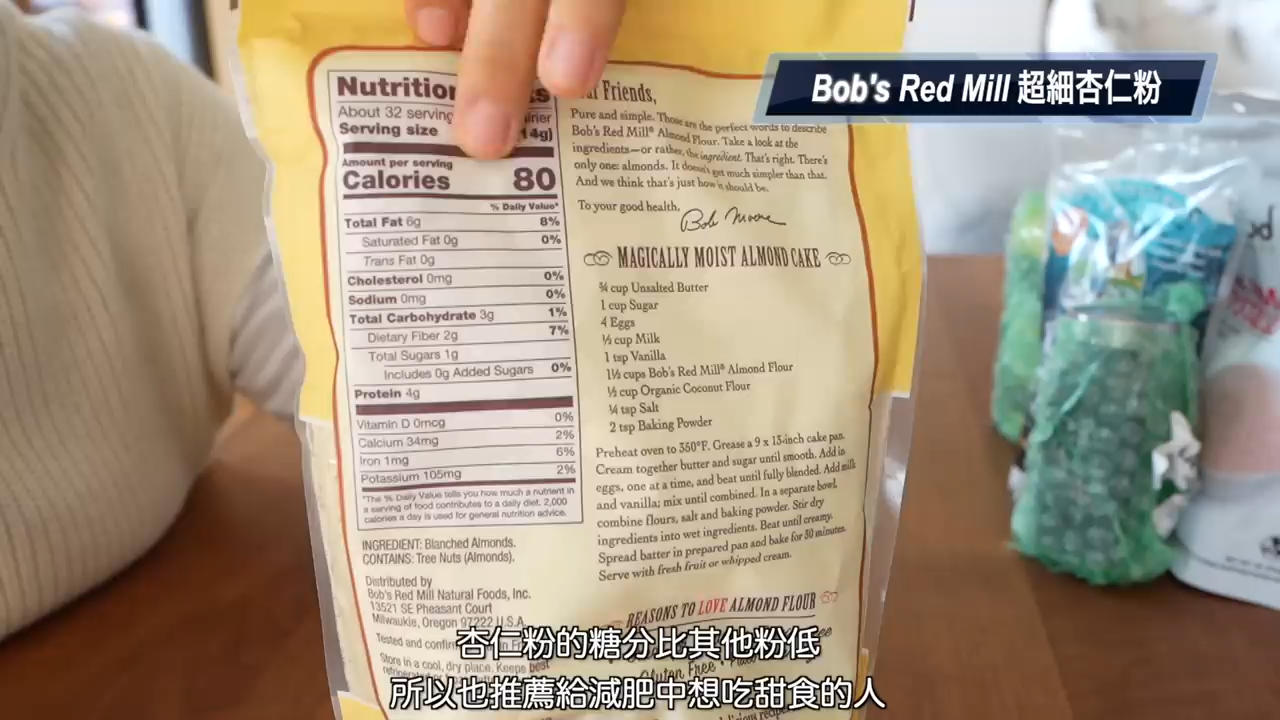 Bob's Red Mill 超細杏仁粉
About 32
Serving size
14g)
Amount per serving
Calories 80
% Daily Value*
Total Fat 6g 8%
Saturated Fat 0g 0%
Trans Fat 0g
Cholesterol 0mg 0%
Sodium 0mg 0%
Total Carbohydrate 3g 1%
Dietary Fiber 2g 7%
Total Sugars 1g
Includes 0g Added Sugars 0%
Protein 4g
Vitamin D 0mcg 0%
Calcium 34mg 2%
Iron 1mg 6%
Potassium 105mg 2%
*The % Daily Value tells you how much a nutrient in
a serving of food contributes to a daily diet. 2,000
calories a day is used for general nutrition advice.
INGREDIENT: Blanched Almonds.
CONTAINS: Tree Nuts (Almonds).
Distributed by
Bob's Red Mill Natural Foods, Inc.
13521 SE Pheasant Court
Milwaukie, Oregon 97222 U.S.A.
Tested and
Store in a cool, dry place. Keeps best
Friends,
Pure and simple. Those are the perfect words to describe
Bob's Red Mill® Almond Flour. Take a look at the
ingredients—or rather, the ingredient. That's right. There's
only one: almonds. It doesn't get much simpler than that.
And we think that's just how it should be.
To your good health,
Bob Moore
MAGICALLY MOIST ALMOND CAKE
¾ cup Unsalted Butter
1 cup Sugar
4 Eggs
½ cup Milk
1 tsp Vanilla
1½ cups Bob's Red Mill® Almond Flour
½ cup Organic Coconut Flour
¼ tsp Salt
2 tsp Baking Powder
Preheat oven to 350°F. Grease a 9 x 13-inch cake pan.
Cream together butter and sugar until smooth. Add in
eggs, one at a time, and beat until fully blended. Add milk
and vanilla; mix until combined. In a separate bowl,
combine flours, salt and baking powder. Stir dry
ingredients into wet ingredients. Beat until creamy.
Spread batter in prepared pan and bake for 30 minutes.
Serve with fresh fruit or whipped cream.
REASONS TO LOVE ALMOND FLOUR
Gluten Free
杏仁粉的糖分比其他粉低
所以也推薦給減肥中想吃甜食的人